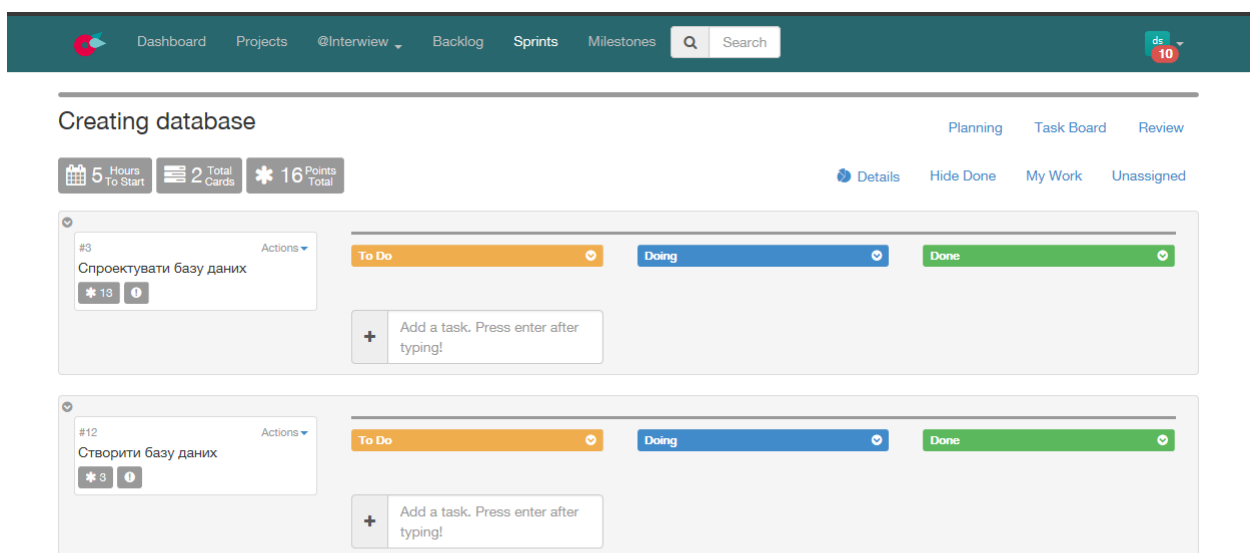 Dashboard Projects @Interwiew Backlog Sprints Milestones Search ds
10
Creating database
Planning Task Board Review
5 Hours To Start 2 Total Cards 16 Points Total
Details Hide Done My Work Unassigned
#3 Actions
Спроектувати базу даних
13
To Do Doing Done
Add a task. Press enter after
typing!
#12 Actions
Створити базу даних
3
To Do Doing Done
Add a task. Press enter after
typing!